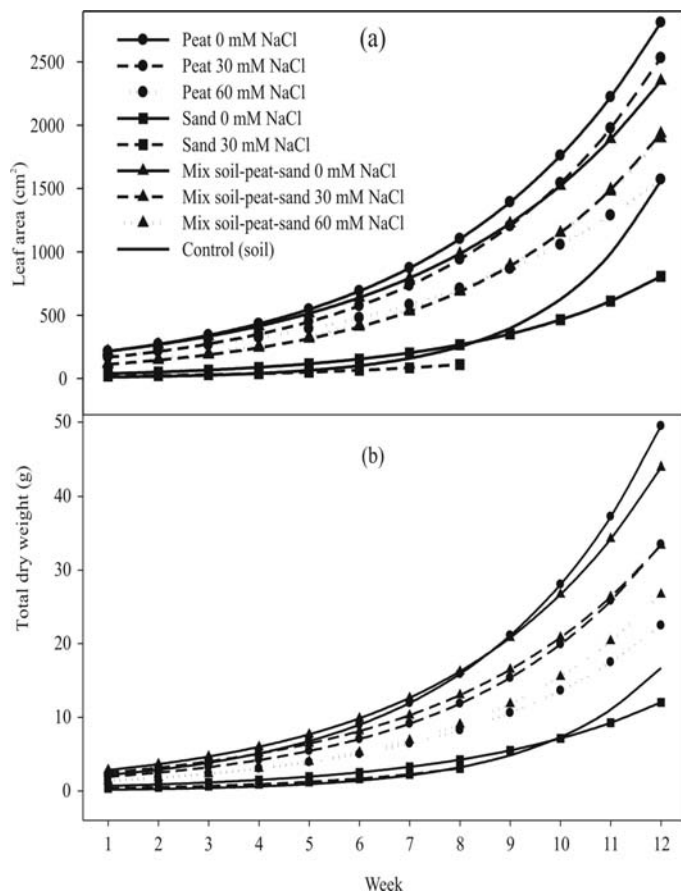 (a)
Peat 0 mM NaCl
Peat 30 mM NaCl
Peat 60 mM NaCl
Sand 0 mM NaCl
Sand 30 mM NaCl
Mix soil-peat-sand 0 mM NaCl
Mix soil-peat-sand 30 mM NaCl
Mix soil-peat-sand 60 mM NaCl
Control (soil)
Leaf area (cm²)
2500
2000
1500
1000
500
0
(b)
Total dry weight (g)
50
40
30
20
10
0
1 2 3 4 5 6 7 8 9 10 11 12
Week